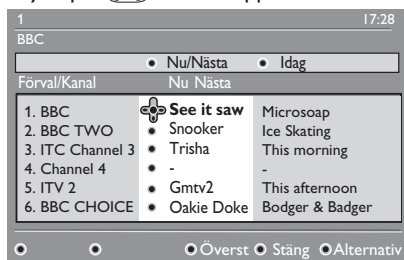 1 17:28
BBC
Nu/Nästa Idag
Förval/Kanal Nu Nästa
1. BBC See it saw Microsoap
2. BBC TWO Snooker Ice Skating
3. ITC Channel 3 Trisha This morning
4. Channel 4 - -
5. ITV 2 Gmtv2 This afternoon
6. BBC CHOICE Oakie Doke Bodger & Badger
Överst Stäng Alternativ